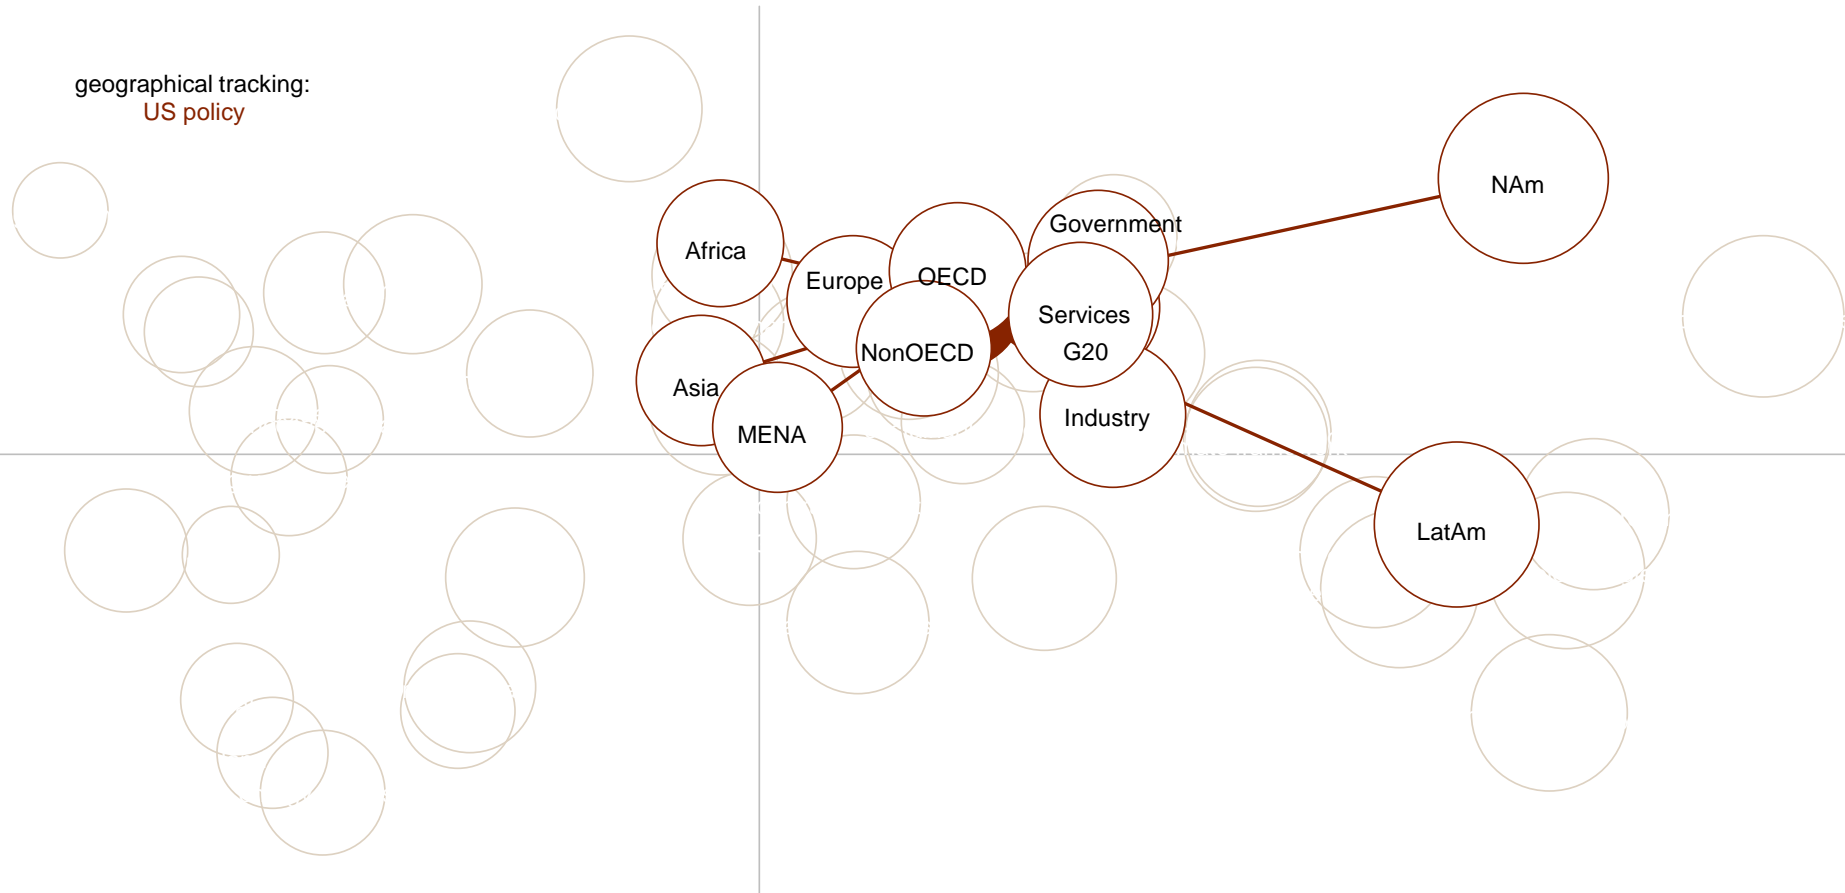 geographical tracking:
US policy
NAm
Government
Africa
OECD
Europe
Services
NonOECD
G20
Asia
Industry
MENA
LatAm